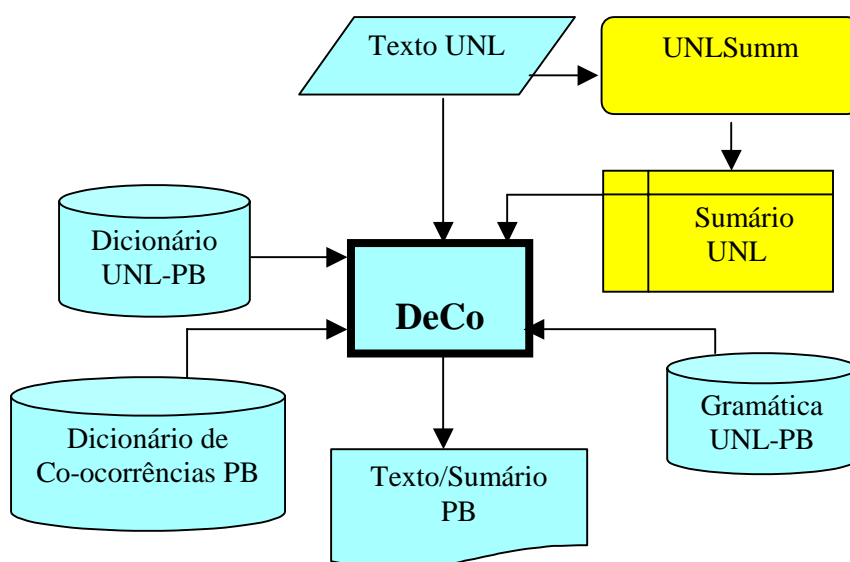 Texto UNL
UNLSumm
Sumário
UNL
Dicionário
UNL-PB
DeCo
Dicionário de
Co-ocorrências PB
Gramática
UNL-PB
Texto/Sumário
PB